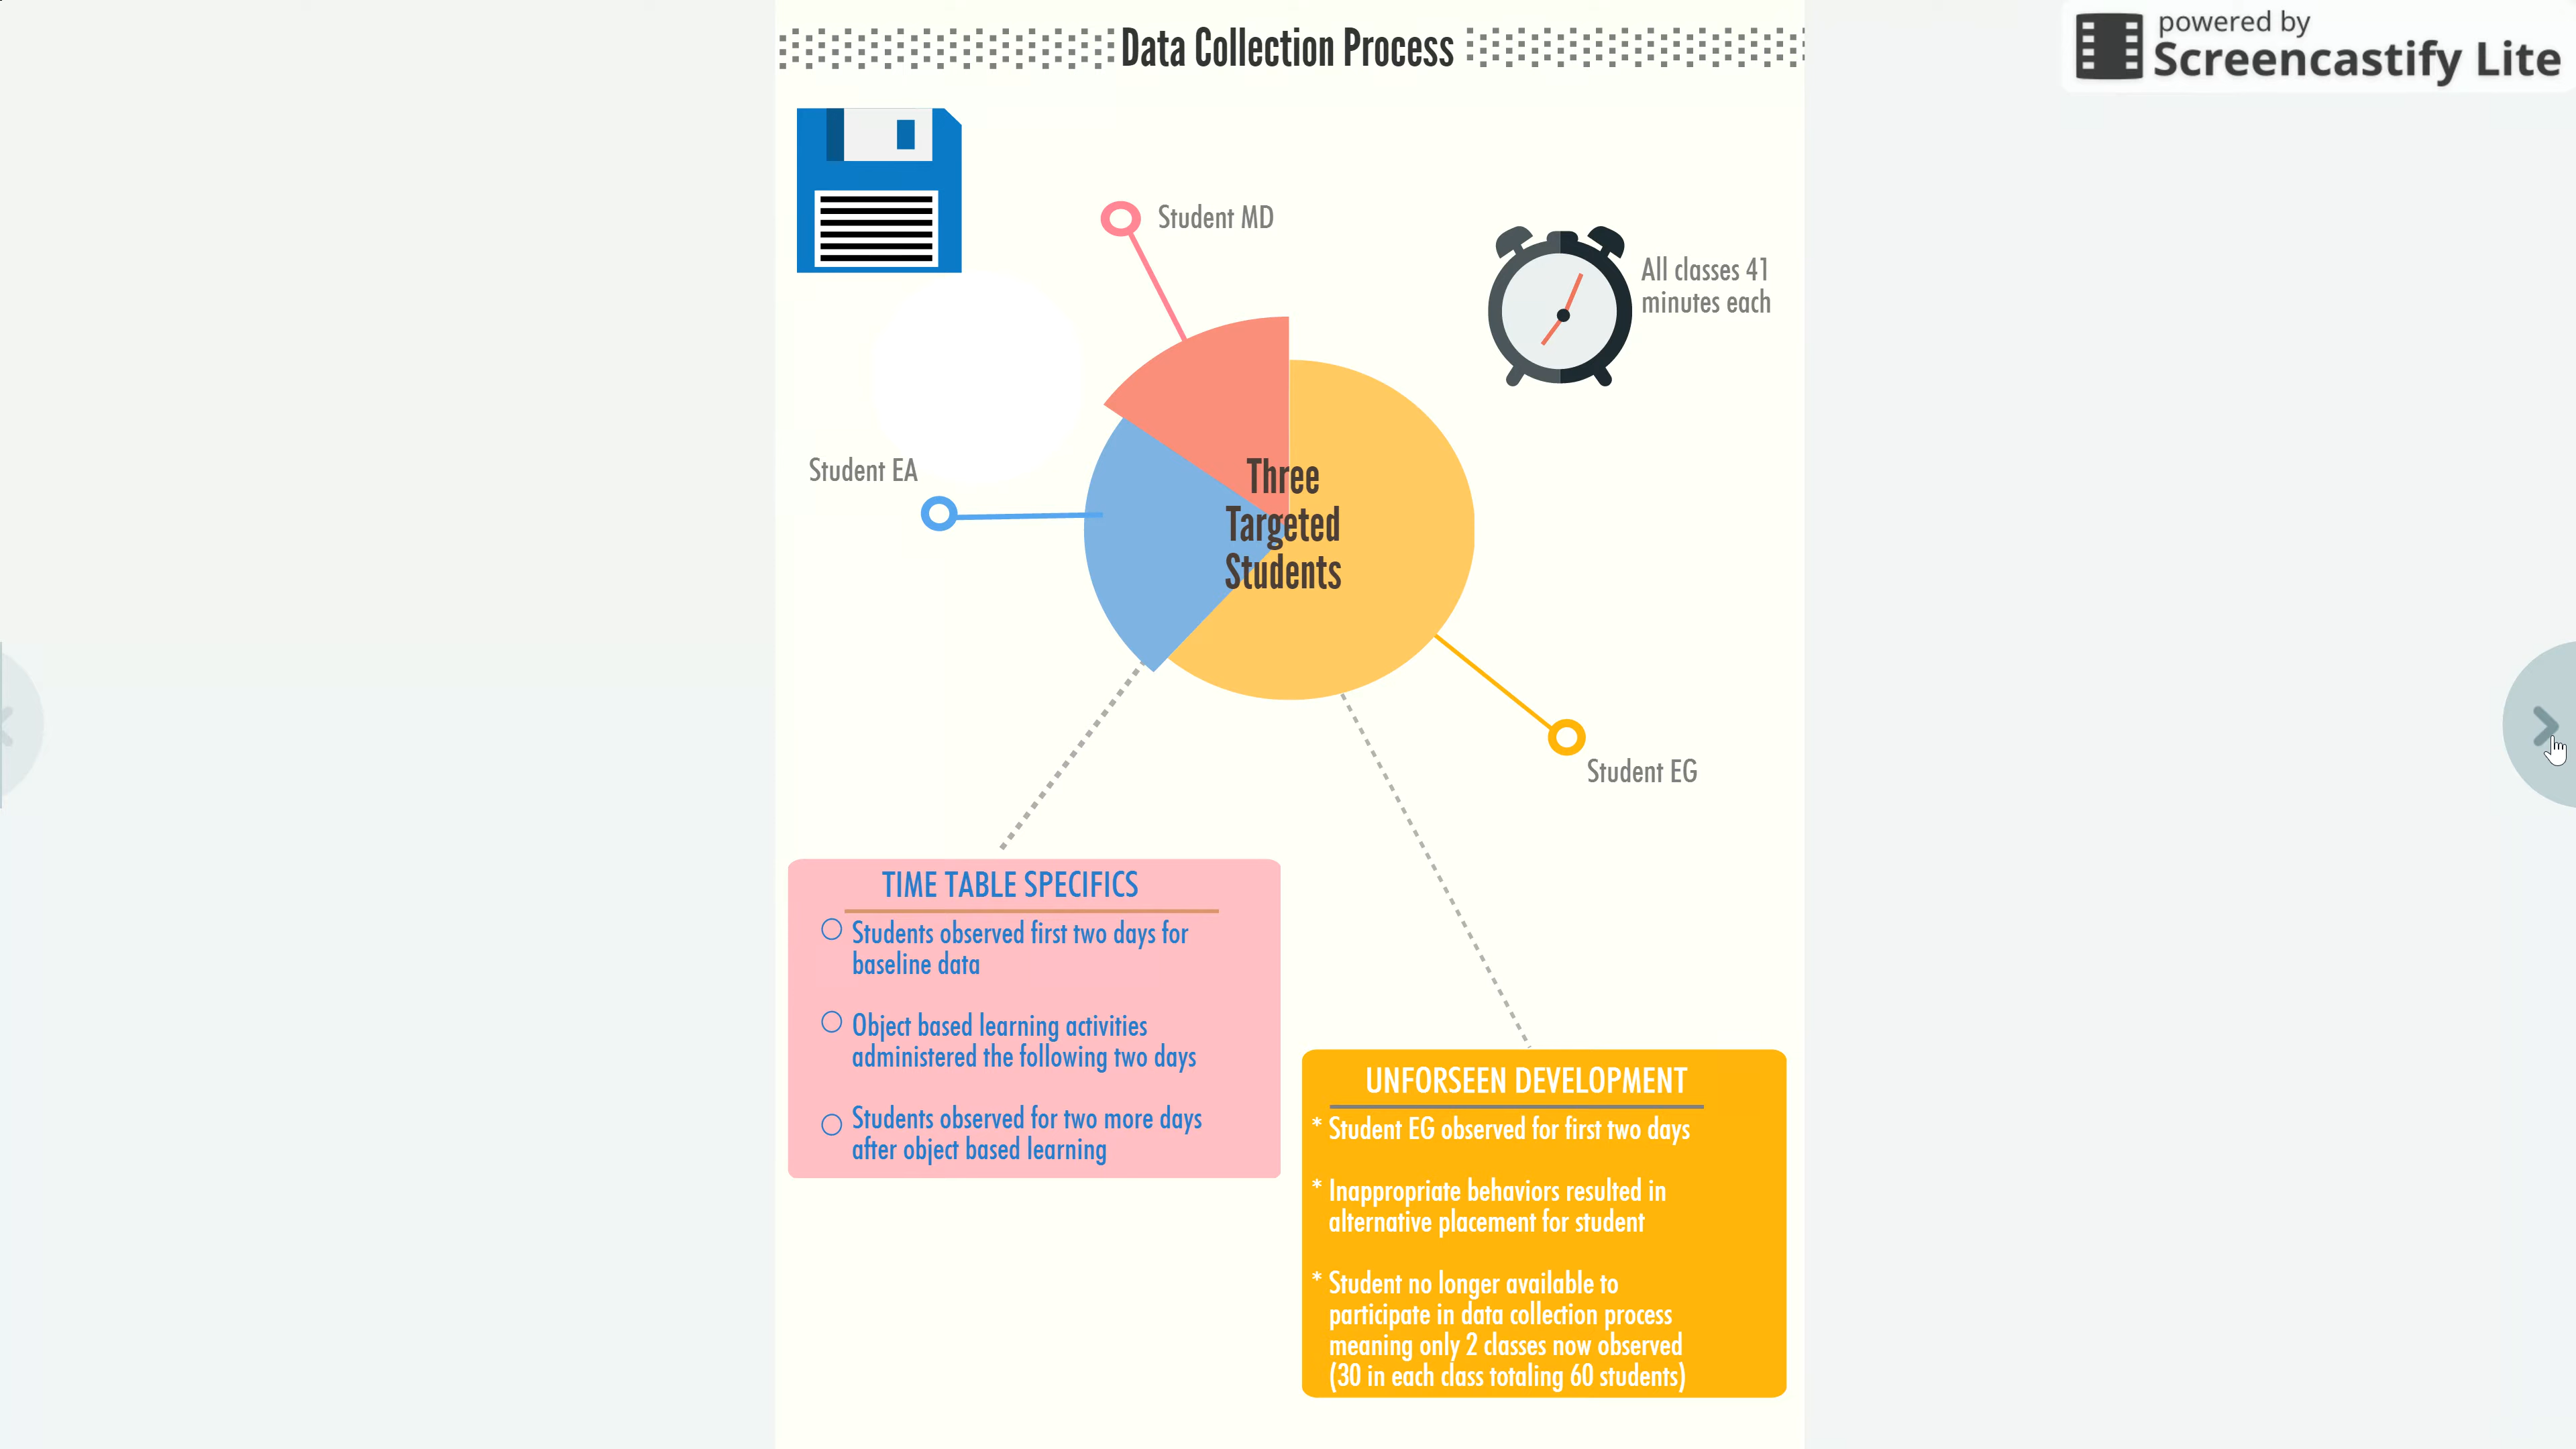 Data Collection Process
powered by
Screencastify Lite
Student MD
All classes 41
minutes each
Student EA
Three
Targeted
Students
Student EG
TIME TABLE SPECIFICS
Students observed first two days for
baseline data
Object based learning activities
administered the following two days
Students observed for two more days
after object based learning
UNFORSEEN DEVELOPMENT
* Student EG observed for first two days
* Inappropriate behaviors resulted in
alternative placement for student
* Student no longer available to
participate in data collection process
meaning only 2 classes now observed
(30 in each class totaling 60 students)